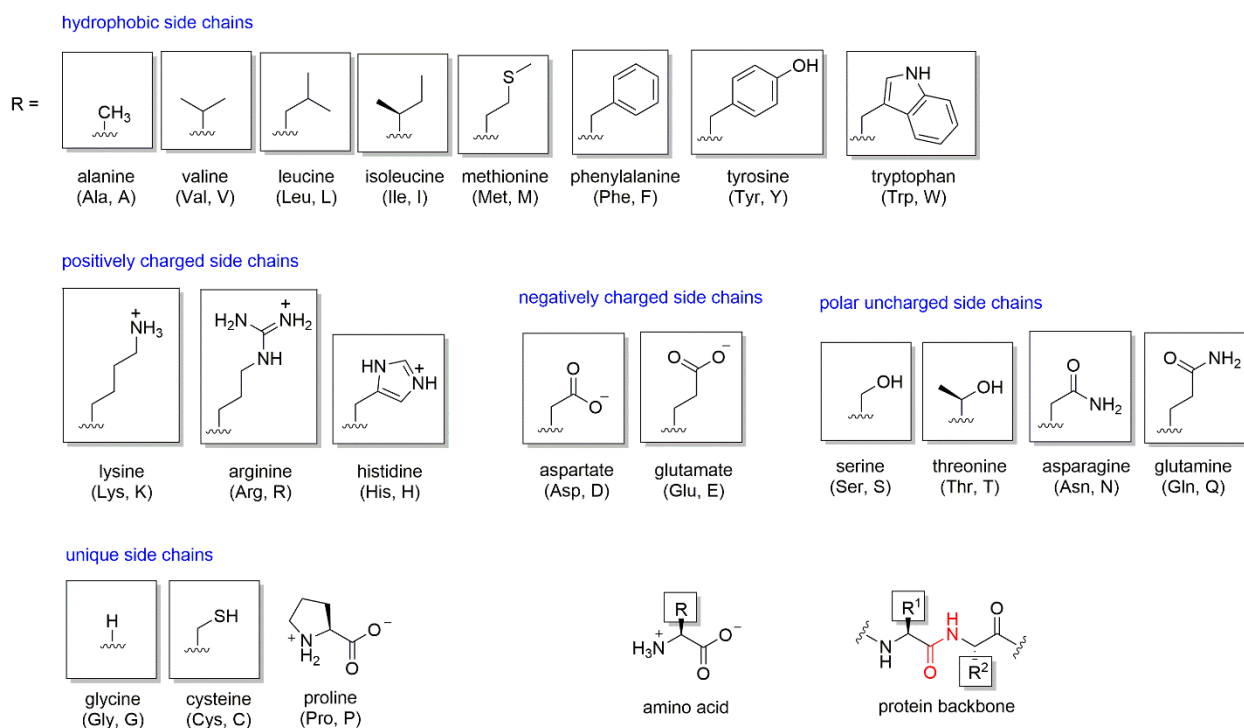 hydrophobic side chains
R =
CH3
S
OH
NH
alanine
(Ala, A)
valine
(Val, V)
leucine
(Leu, L)
isoleucine
(Ile, I)
methionine
(Met, M)
phenylalanine
(Phe, F)
tyrosine
(Tyr, Y)
tryptophan
(Trp, W)
positively charged side chains
+
NH3
H2N
+
NH2
NH
HN
+
NH
lysine
(Lys, K)
arginine
(Arg, R)
histidine
(His, H)
negatively charged side chains
O
O−
O
O−
aspartate
(Asp, D)
glutamate
(Glu, E)
polar uncharged side chains
OH
OH
O
NH2
O
NH2
serine
(Ser, S)
threonine
(Thr, T)
asparagine
(Asn, N)
glutamine
(Gln, Q)
unique side chains
H
SH
+
N
H2
O−
O
glycine
(Gly, G)
cysteine
(Cys, C)
proline
(Pro, P)
R
H3N+
O−
O
amino acid
R1
N
H
O
H
N
R2
O
protein backbone